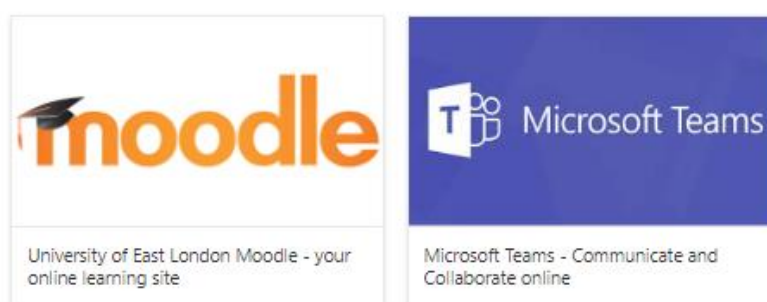 moodle
University of East London Moodle - your
online learning site
T Microsoft Teams
Microsoft Teams - Communicate and
Collaborate online